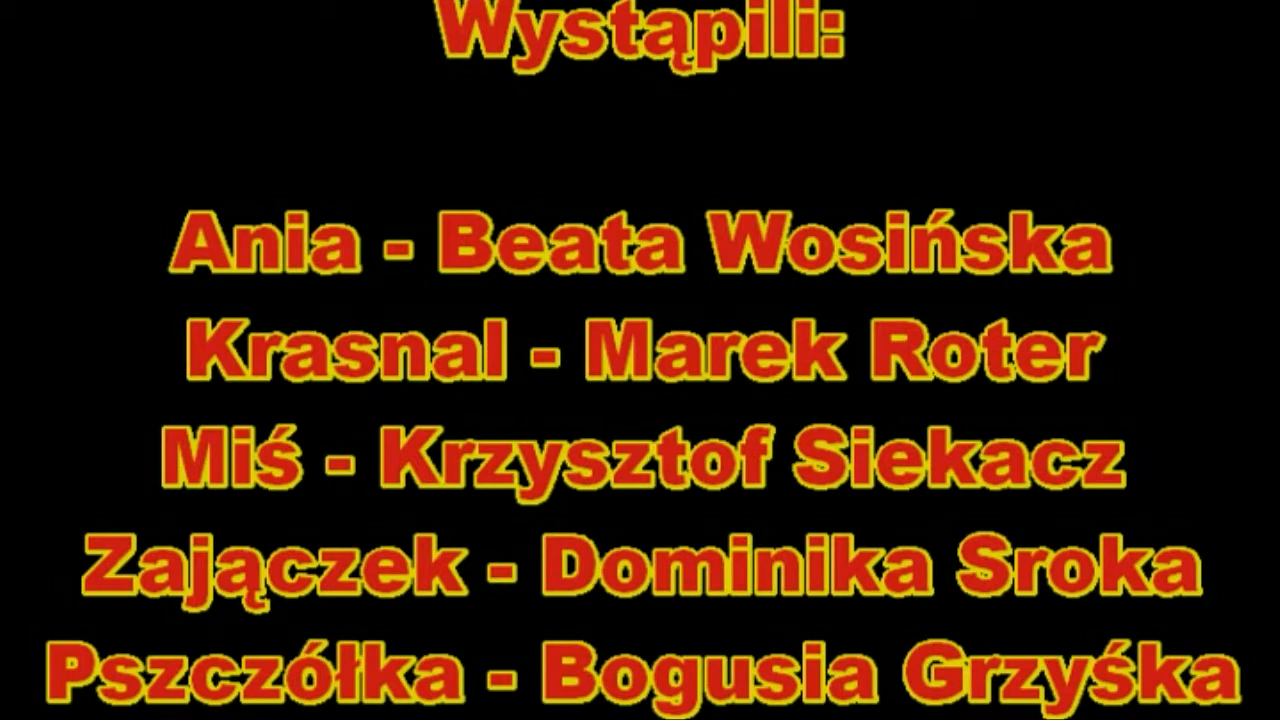 Wystąpili:
Ania - Beata Wosińska
Krasnal - Marek Roter
Miś - Krzysztof Siekacz
Zajączek - Dominika Sroka
Pszczółka - Bogusia Grzyśka